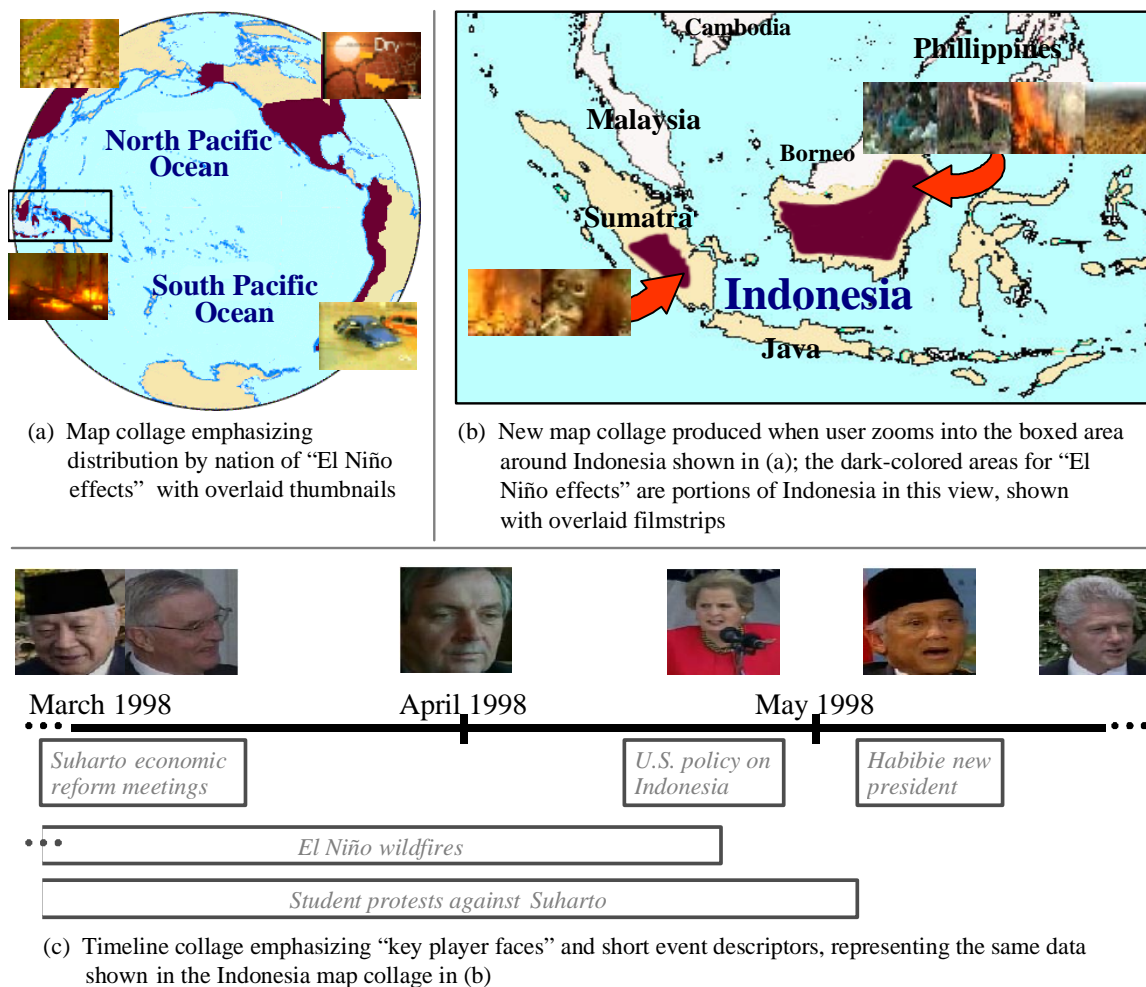 Dry
North Pacific
Ocean
South Pacific
Ocean
(a) Map collage emphasizing
distribution by nation of “El Niño
effects” with overlaid thumbnails
Cambodia
Phillippines
Malaysia
Borneo
Sumatra
Indonesia
Java
(b) New map collage produced when user zooms into the boxed area
around Indonesia shown in (a); the dark-colored areas for “El
Niño effects” are portions of Indonesia in this view, shown
with overlaid filmstrips
March 1998
April 1998
May 1998
Suharto economic
reform meetings
U.S. policy on
Indonesia
Habibie new
president
El Niño wildfires
Student protests against Suharto
(c) Timeline collage emphasizing “key player faces” and short event descriptors, representing the same data
shown in the Indonesia map collage in (b)